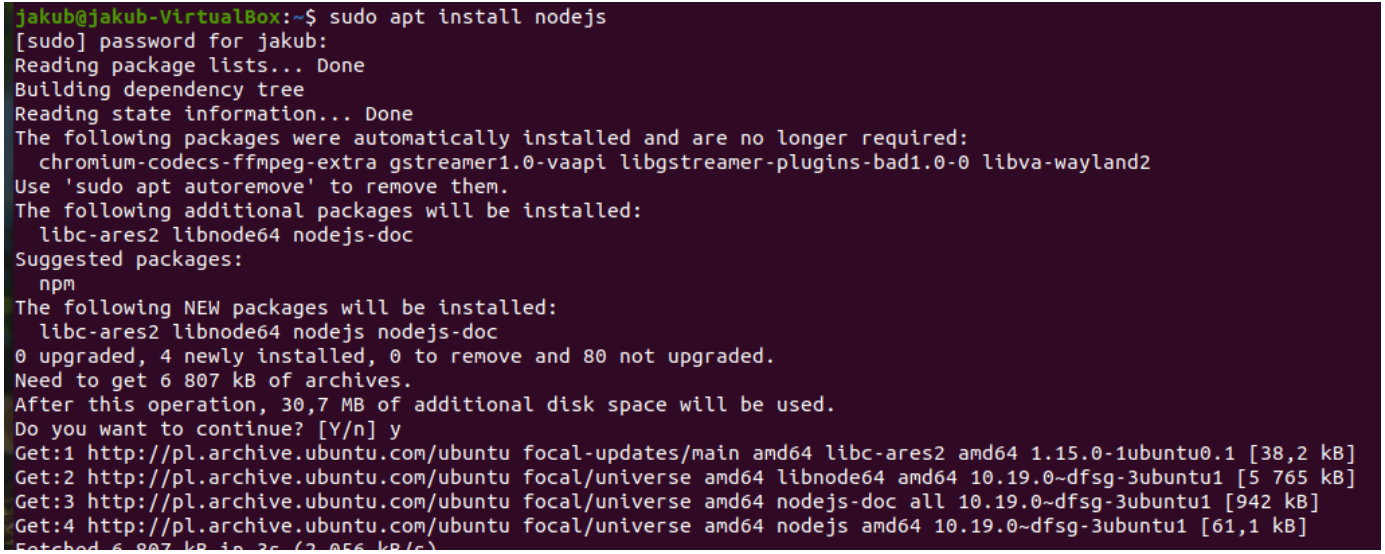 jakub@jakub-VirtualBox:~$ sudo apt install nodejs
[sudo] password for jakub:
Reading package lists... Done
Building dependency tree
Reading state information... Done
The following packages were automatically installed and are no longer required:
  chromium-codecs-ffmpeg-extra gstreamer1.0-vaapi libgstreamer-plugins-bad1.0-0 libva-wayland2
Use 'sudo apt autoremove' to remove them.
The following additional packages will be installed:
  libc-ares2 libnode64 nodejs-doc
Suggested packages:
  npm
The following NEW packages will be installed:
  libc-ares2 libnode64 nodejs nodejs-doc
0 upgraded, 4 newly installed, 0 to remove and 80 not upgraded.
Need to get 6 807 kB of archives.
After this operation, 30,7 MB of additional disk space will be used.
Do you want to continue? [Y/n] y
Get:1 http://pl.archive.ubuntu.com/ubuntu focal-updates/main amd64 libc-ares2 amd64 1.15.0-1ubuntu0.1 [38,2 kB]
Get:2 http://pl.archive.ubuntu.com/ubuntu focal/universe amd64 libnode64 amd64 10.19.0~dfsg-3ubuntu1 [5 765 kB]
Get:3 http://pl.archive.ubuntu.com/ubuntu focal/universe amd64 nodejs-doc all 10.19.0~dfsg-3ubuntu1 [942 kB]
Get:4 http://pl.archive.ubuntu.com/ubuntu focal/universe amd64 nodejs amd64 10.19.0~dfsg-3ubuntu1 [61,1 kB]
Fetched 6 807 kB in 3s (2 056 kB/s)